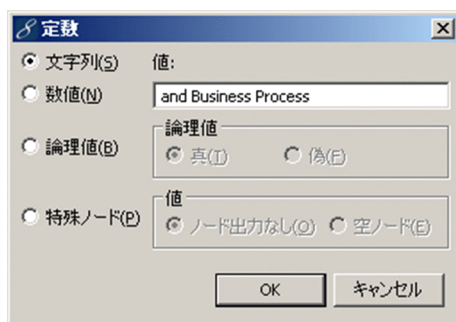 8 定数
文字列(S) 値:
数値(N) and Business Process
論理値
論理値(B) 真(T) 偽(F)
値
特殊ノード(P) ノード出力なし(O) 空ノード(E)
OK キャンセル